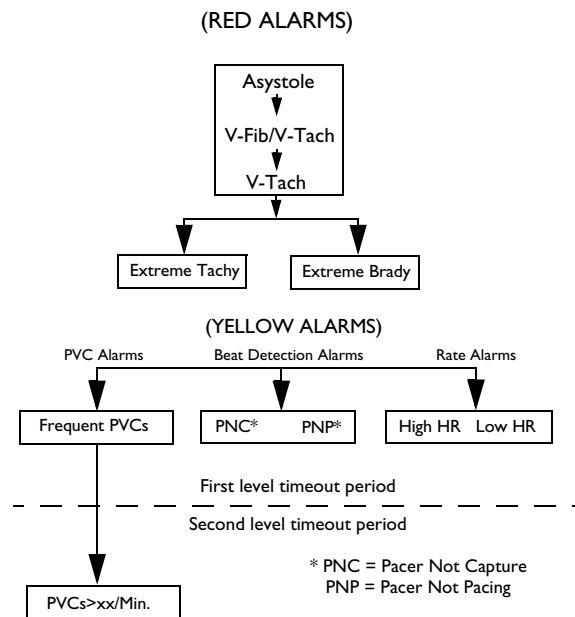 (RED ALARMS)
Asystole
V-Fib/V-Tach
V-Tach
Extreme Tachy
Extreme Brady
(YELLOW ALARMS)
PVC Alarms
Beat Detection Alarms
Rate Alarms
Frequent PVCs
PNC* PNP*
High HR Low HR
First level timeout period
Second level timeout period
* PNC = Pacer Not Capture
PNP = Pacer Not Pacing
PVCs>xx/Min.